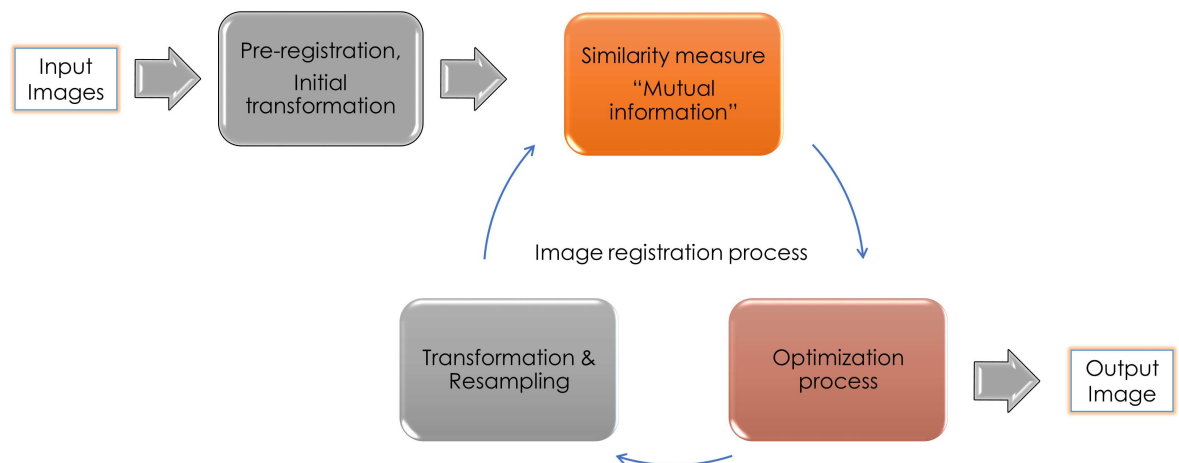 Input
Images
Pre-registration,
Initial
transformation
Similarity measure
“Mutual
information”
Image registration process
Transformation &
Resampling
Optimization
process
Output
Image